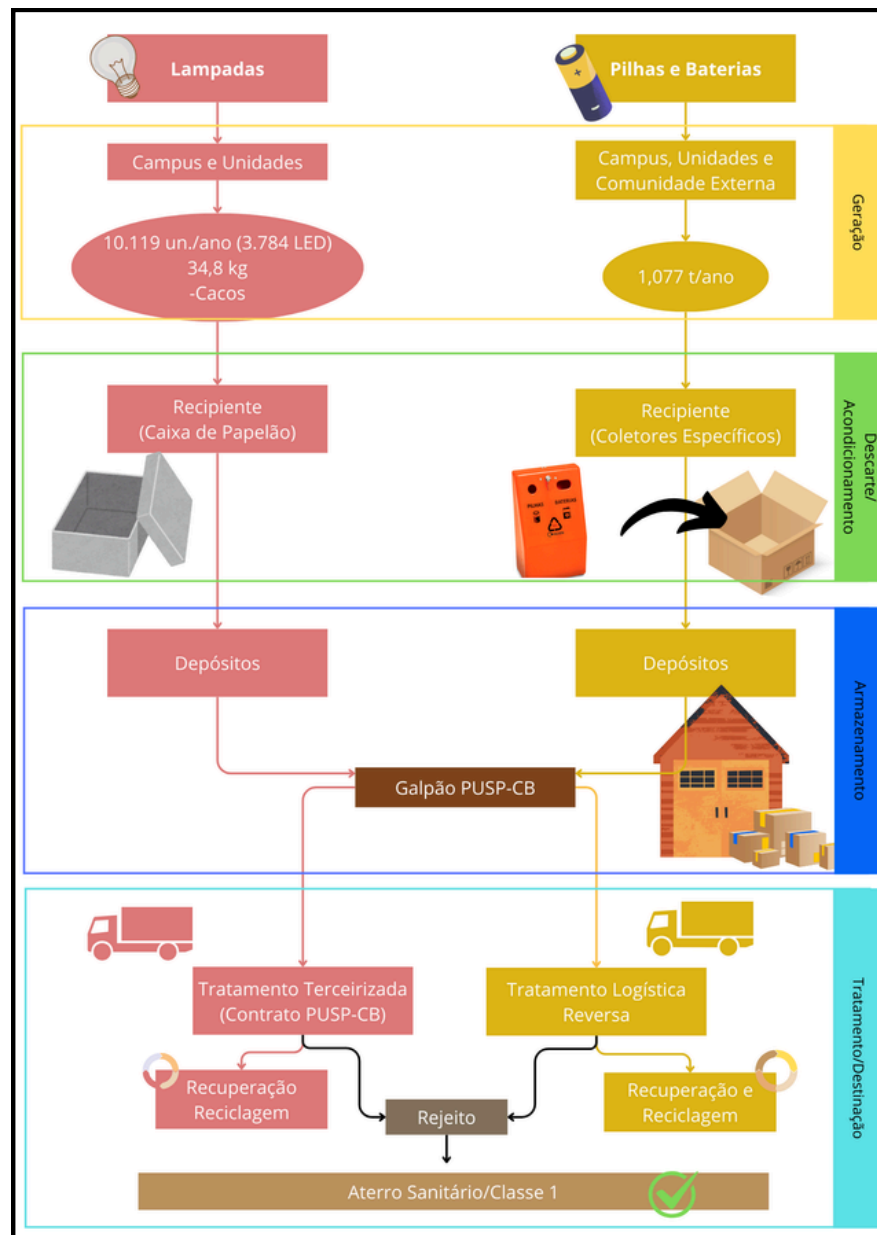 Lampadas
Pilhas e Baterias
Campus e Unidades
Campus, Unidades e
Comunidade Externa
Geração
10.119 un./ano (3.784 LED)
34,8 kg
-Cacos
1,077 t/ano
Recipiente
(Caixa de Papelão)
Recipiente
(Coletores Específicos)
Descarte/
Acondicionamento
PILHAS
BATERIAS
Depósitos
Depósitos
Armazenamento
Galpão PUSP-CB
Tratamento Terceirizada
(Contrato PUSP-CB)
Tratamento Logística
Reversa
Tratamento/Destinação
Recuperação
Reciclagem
Recuperação e
Reciclagem
Rejeito
Aterro Sanitário/Classe 1